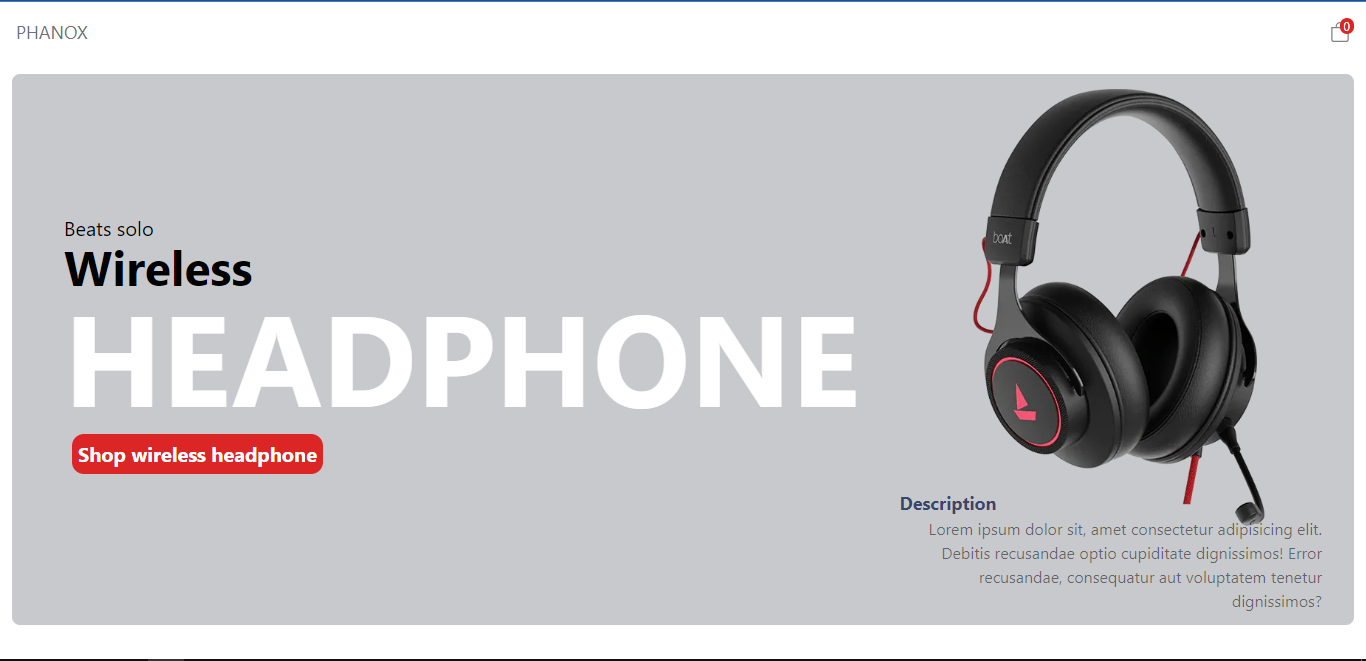 PHANOX
0
Beats solo
Wireless
HEADPHONE
Shop wireless headphone
boAt
Description
Lorem ipsum dolor sit, amet consectetur adipisicing elit.
Debitis recusandae optio cupiditate dignissimos! Error
recusandae, consequatur aut voluptatem tenetur
dignissimos?